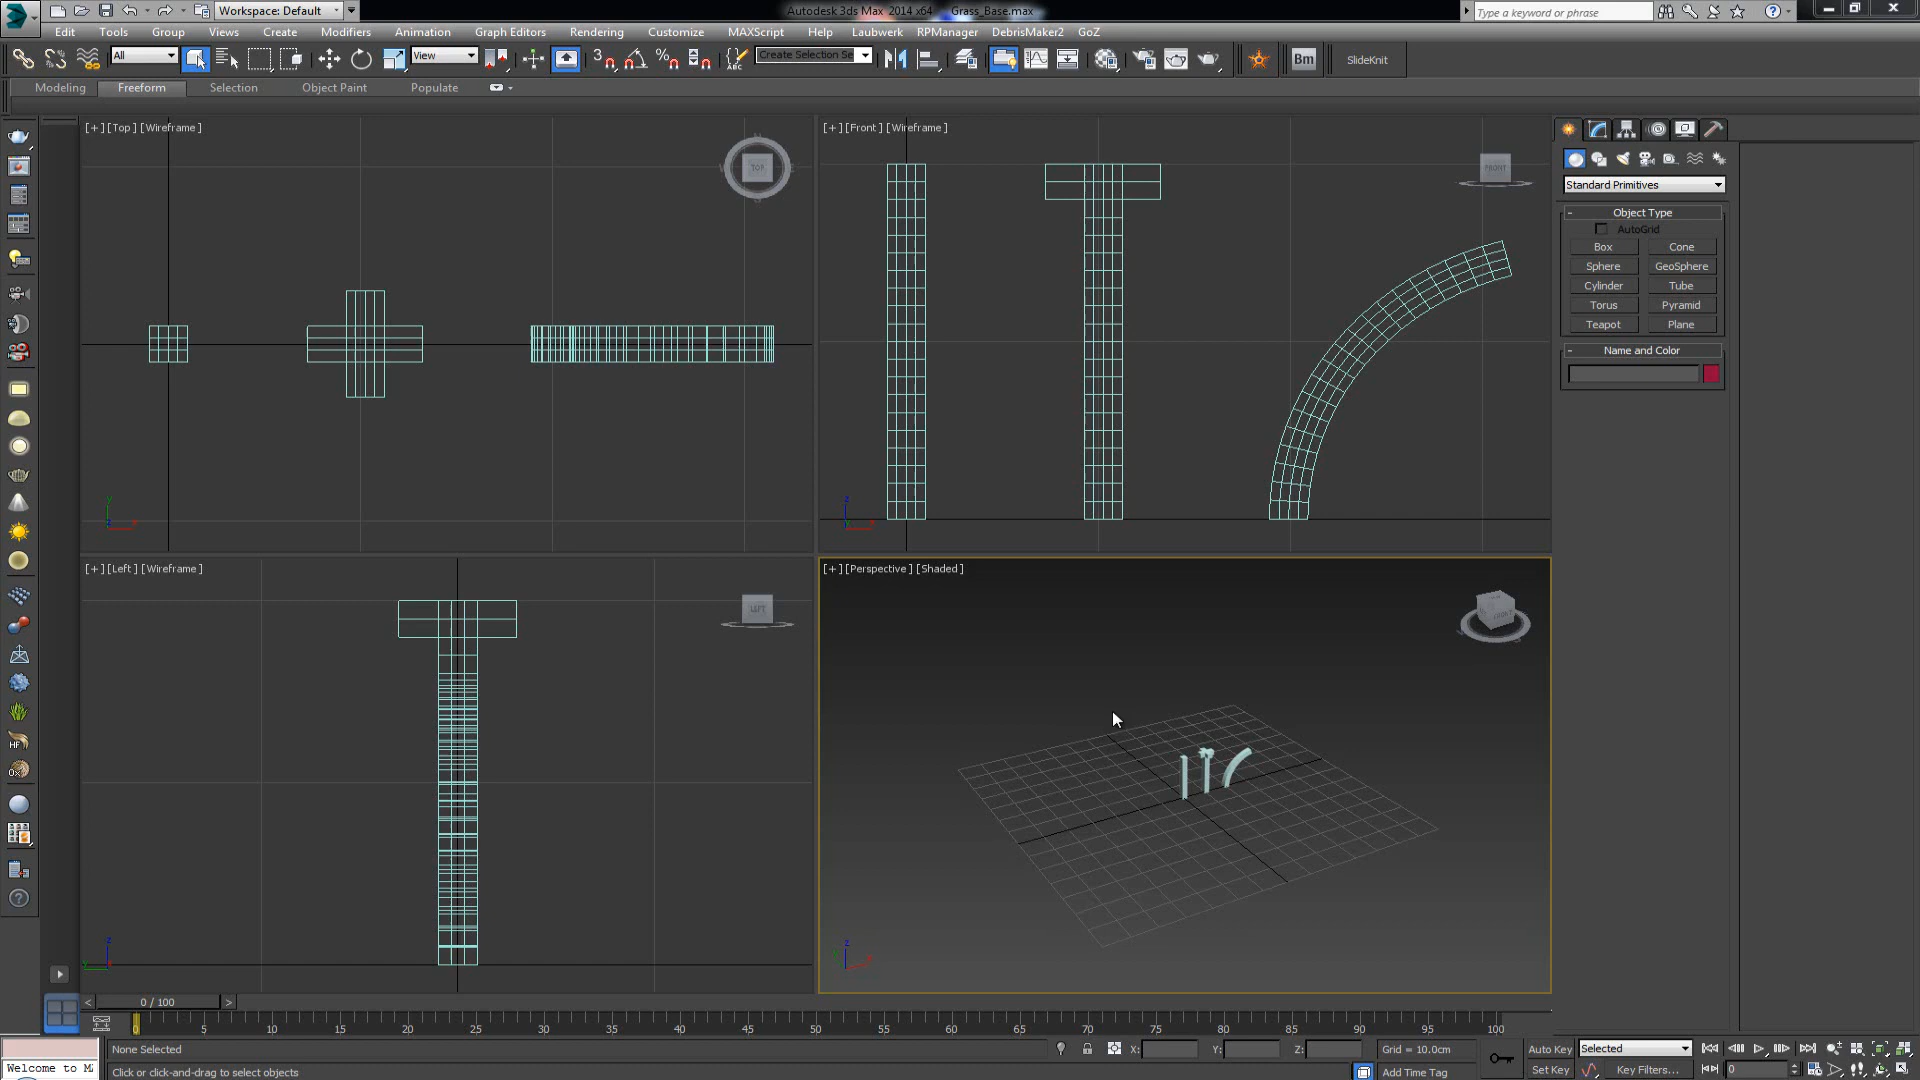 Workspace: Default
Autodesk 3ds Max 2014 x64 Grass_Base.max
Type a keyword or phrase
Edit Tools Group Views Create Modifiers Animation Graph Editors Rendering Customize MAXScript Help Laubwerk RPManager DebrisMaker2 GoZ
All View Create Selection Se Bm SlideKnit
Modeling Freeform Selection Object Paint Populate
[+] [Top] [Wireframe]
TOP
[+] [Front] [Wireframe]
FRONT
[+] [Left] [Wireframe]
LEFT
[+] [Perspective] [Shaded]
Standard Primitives
Object Type
AutoGrid
Box Cone
Sphere GeoSphere
Cylinder Tube
Torus Pyramid
Teapot Plane
Name and Color
HF
< 0 / 100 >
0 5 10 15 20 25 30 35 40 45 50 55 60 65 70 75 80 85 90 95 100
None Selected X: Y: Z: Grid = 10.0cm Auto Key Selected
Welcome to MA Click or click-and-drag to select objects Add Time Tag Set Key Key Filters... 0